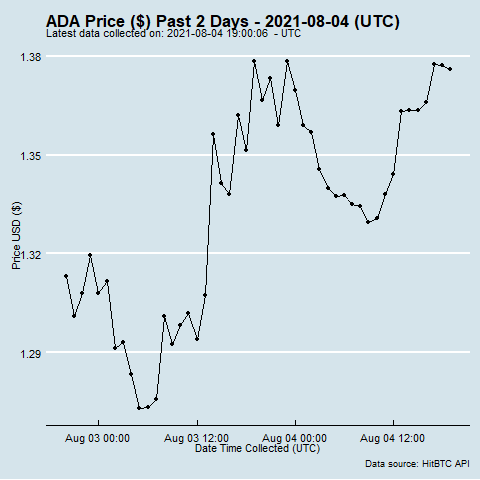 ADA Price ($) Past 2 Days - 2021-08-04 (UTC)
Latest data collected on: 2021-08-04 19:00:06 - UTC
1.38
1.35
1.32
1.29
Price USD ($)
Aug 03 00:00
Aug 03 12:00
Aug 04 00:00
Aug 04 12:00
Date Time Collected (UTC)
Data source: HitBTC API